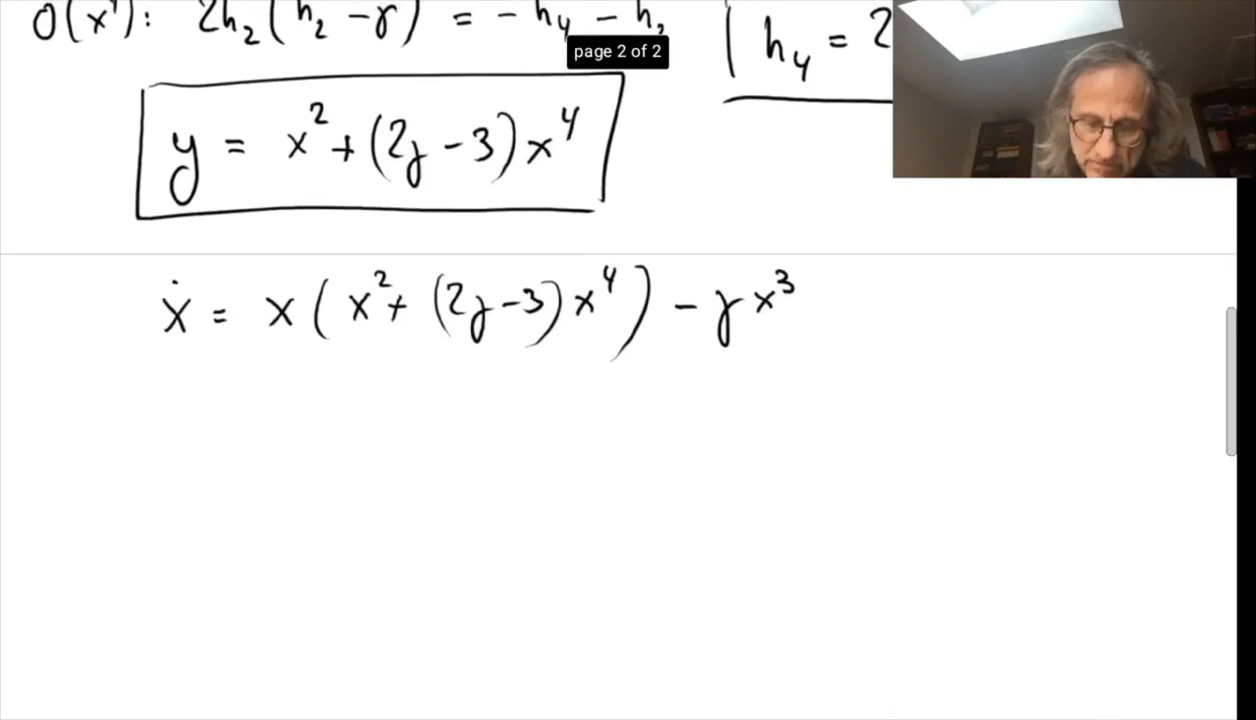 O(x⁴): 2h₂(h₂ − γ) = − h₄ − h₂
h₄ = 2
page 2 of 2
y = x² + (2γ − 3) x⁴
ẋ = x ( x² + (2γ − 3) x⁴ ) − γ x³